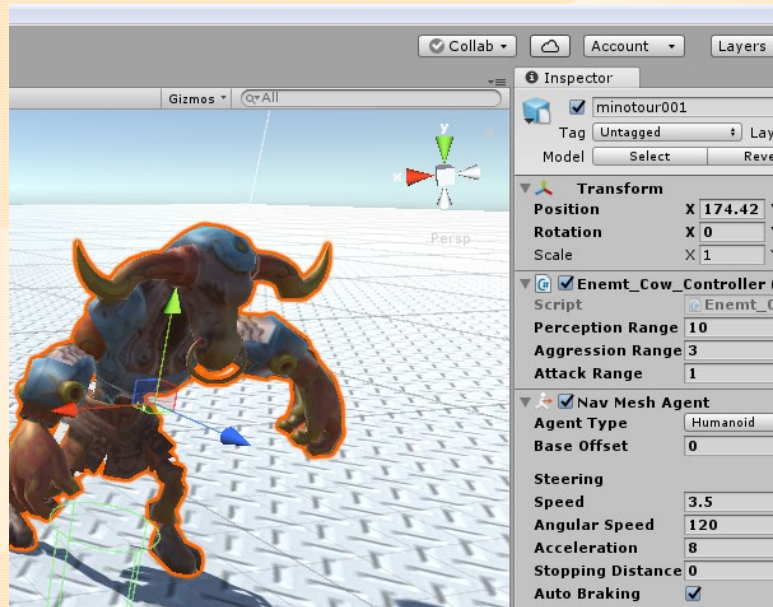 Collab
Account
Layers
Inspector
Gizmos
All
minotour001
Tag Untagged
Model Select
y
x
Persp
Transform
Position X 174.42
Rotation X 0
Scale X 1
Enemt_Cow_Controller (
Script
Perception Range 10
Aggression Range 3
Attack Range 1
Nav Mesh Agent
Agent Type Humanoid
Base Offset 0
Steering
Speed 3.5
Angular Speed 120
Acceleration 8
Stopping Distance 0
Auto Braking